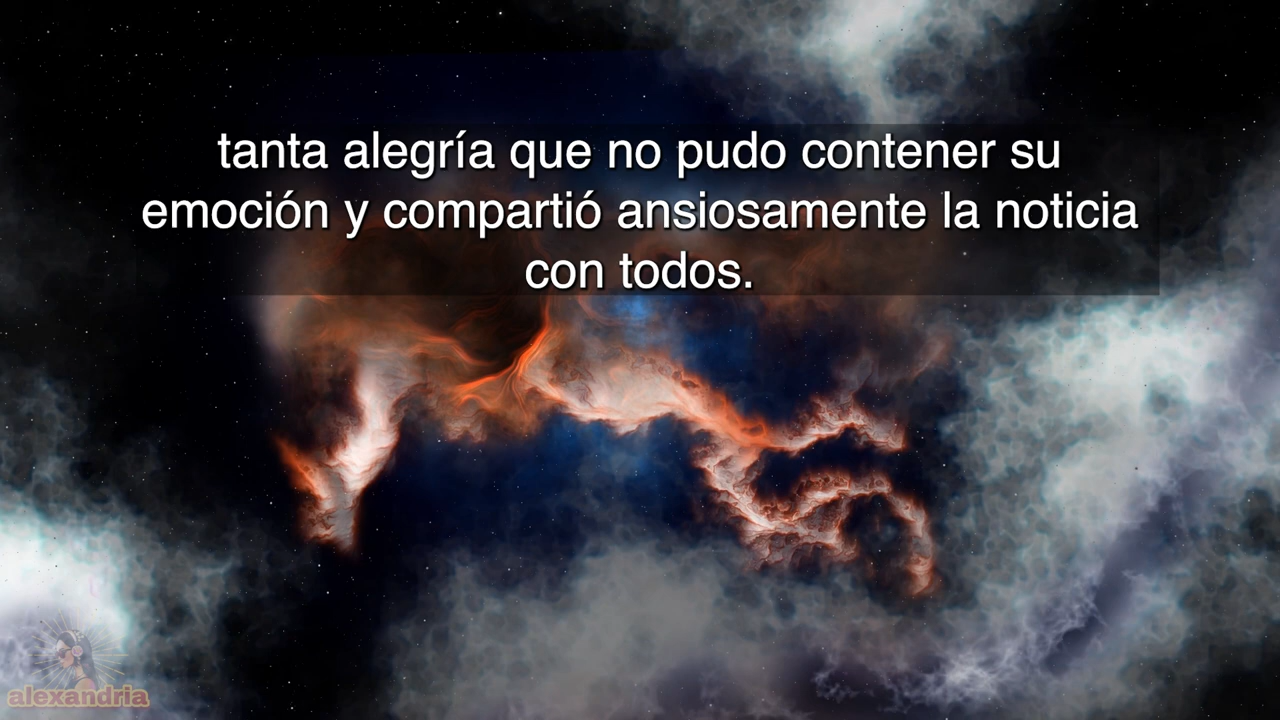 tanta alegría que no pudo contener su
emoción y compartió ansiosamente la noticia
con todos.
alexandria